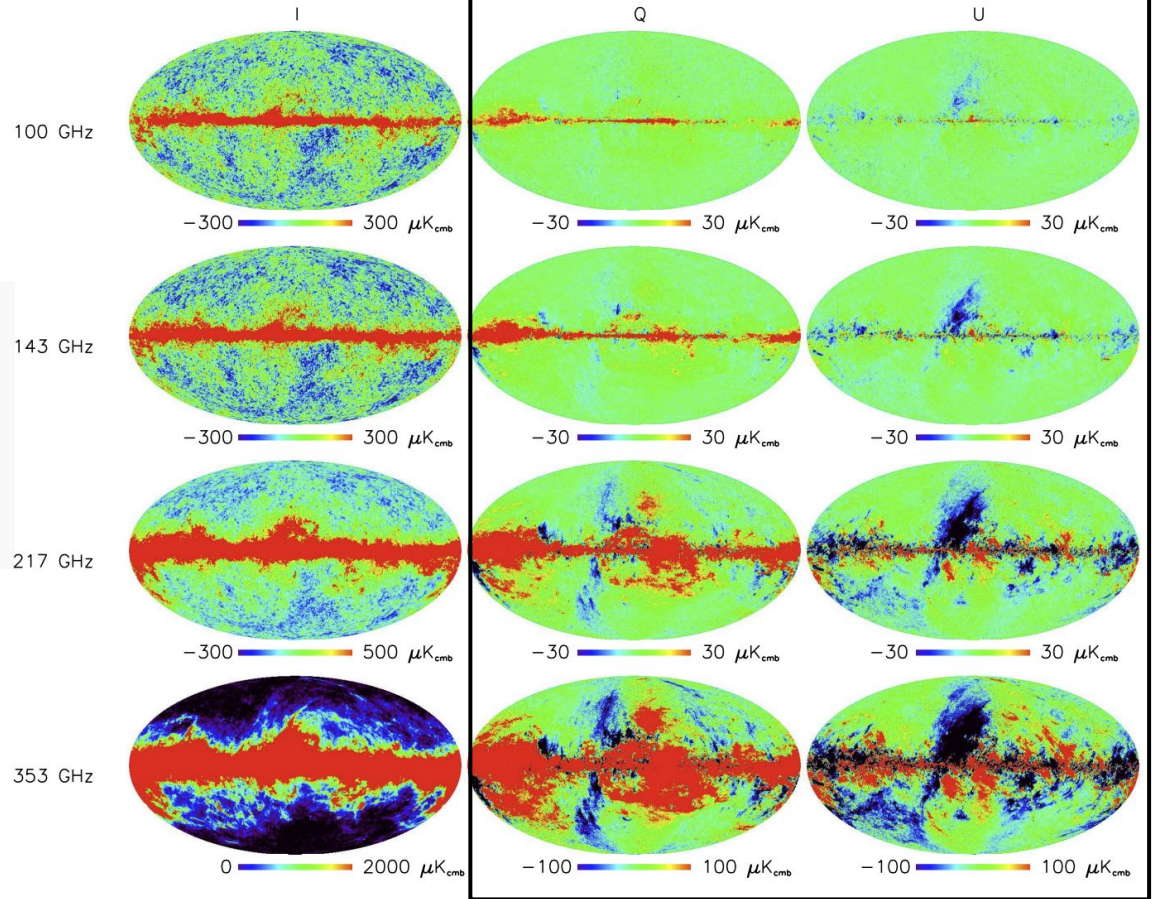 I Q U
100 GHz
−300 300 μKcmb −30 30 μKcmb −30 30 μKcmb
143 GHz
−300 300 μKcmb −30 30 μKcmb −30 30 μKcmb
217 GHz
−300 500 μKcmb −30 30 μKcmb −30 30 μKcmb
353 GHz
0 2000 μKcmb −100 100 μKcmb −100 100 μKcmb